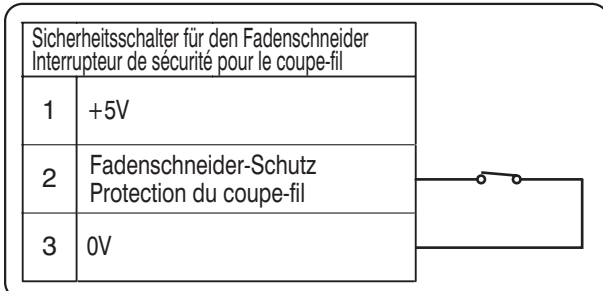 Sicherheitsschalter für den Fadenschneider
Interrupteur de sécurité pour le coupe-fil
1 +5V
2 Fadenschneider-Schutz
Protection du coupe-fil
3 0V